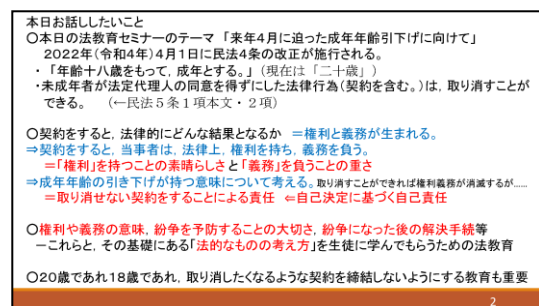 本日お話ししたいこと
〇本日の法教育セミナーのテーマ 「来年4月に迫った成年年齢引下げに向けて」
2022年(令和4年)4月1日に民法4条の改正が施行される。
・「年齢十八歳をもって,成年とする。」(現在は「二十歳」)
・未成年者が法定代理人の同意を得ずにした法律行為(契約を含む。)は,取り消すことが
できる。 (←民法5条1項本文・2項)
〇契約をすると,法律的にどんな結果となるか =権利と義務が生まれる。
⇒契約をすると,当事者は,法律上,権利を持ち,義務を負う。
=「権利」を持つことの素晴らしさと「義務」を負うことの重さ
⇒成年年齢の引き下げが持つ意味について考える。取り消すことができれば権利義務が消滅するが……
=取り消せない契約をすることによる責任 ⇐自己決定に基づく自己責任
〇権利や義務の意味,紛争を予防することの大切さ,紛争になった後の解決手続等
-これらと,その基礎にある「法的なものの考え方」を生徒に学んでもらうための法教育
〇20歳であれ18歳であれ,取り消したくなるような契約を締結しないようにする教育も重要
2